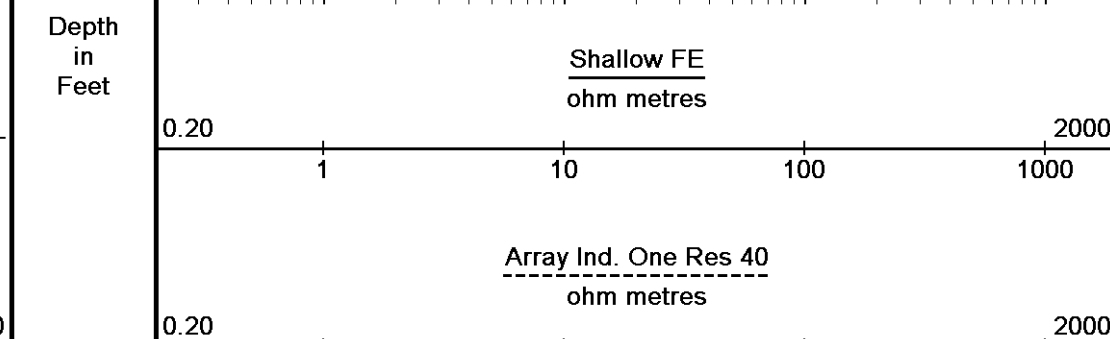 Depth
in
Feet
Shallow FE
ohm metres
0.20 2000
1 10 100 1000
Array Ind. One Res 40
ohm metres
0.20 2000